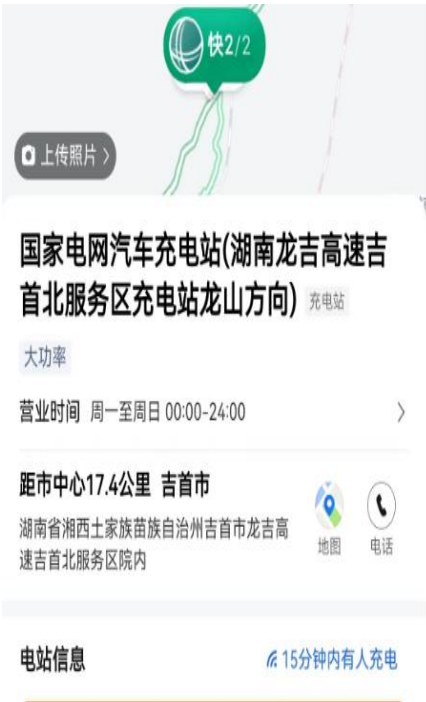 快2/2
上传照片 >
国家电网汽车充电站(湖南龙吉高速吉
首北服务区充电站龙山方向) 充电站
大功率
营业时间 周一至周日 00:00-24:00 >
距市中心17.4公里 吉首市
湖南省湘西土家族苗族自治州吉首市龙吉高
速吉首北服务区院内
地图 电话
电站信息 15分钟内有人充电